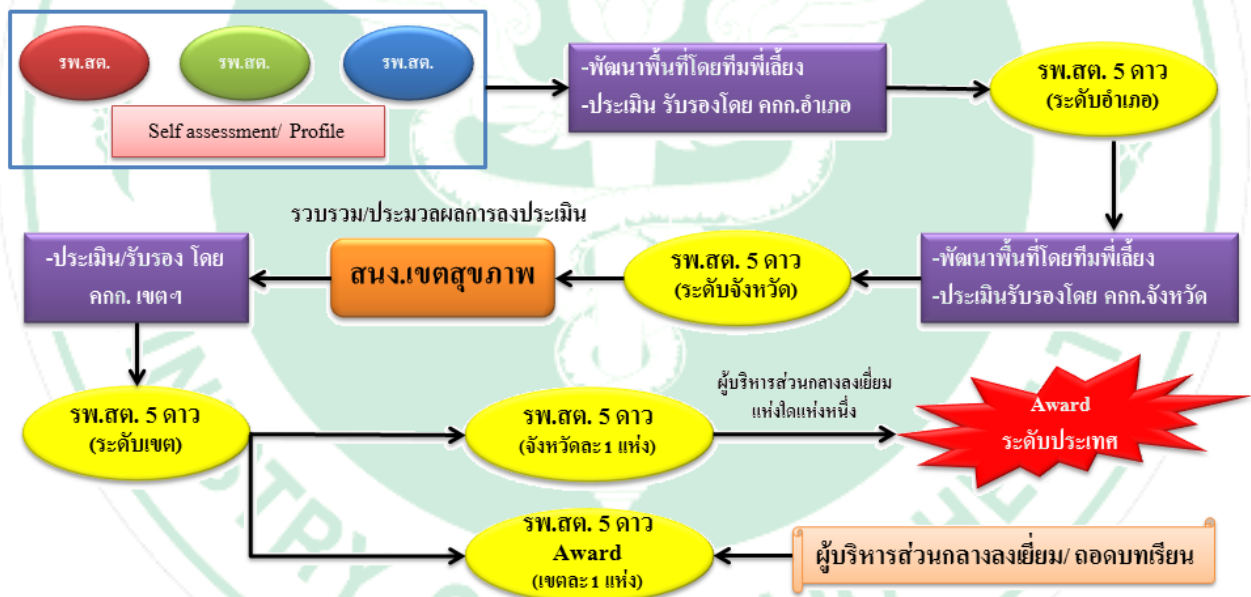 รพ.สต.
รพ.สต.
รพ.สต.
Self assessment/ Profile
-พัฒนาพื้นที่โดยทีมพี่เลี้ยง
-ประเมิน รับรองโดย คกก.อำเภอ
รพ.สต. 5 ดาว
(ระดับอำเภอ)
-พัฒนาพื้นที่โดยทีมพี่เลี้ยง
-ประเมินรับรองโดย คกก.จังหวัด
รพ.สต. 5 ดาว
(ระดับจังหวัด)
รวบรวม/ประมวลผลการลงประเมิน
สนง.เขตสุขภาพ
-ประเมิน/รับรอง โดย
คกก. เขตฯ
รพ.สต. 5 ดาว
(ระดับเขต)
รพ.สต. 5 ดาว
(จังหวัดละ 1 แห่ง)
ผู้บริหารส่วนกลางลงเยี่ยม
แห่งใดแห่งหนึ่ง
Award
ระดับประเทศ
รพ.สต. 5 ดาว
Award
(เขตละ 1 แห่ง)
ผู้บริหารส่วนกลางลงเยี่ยม/ ถอดบทเรียน